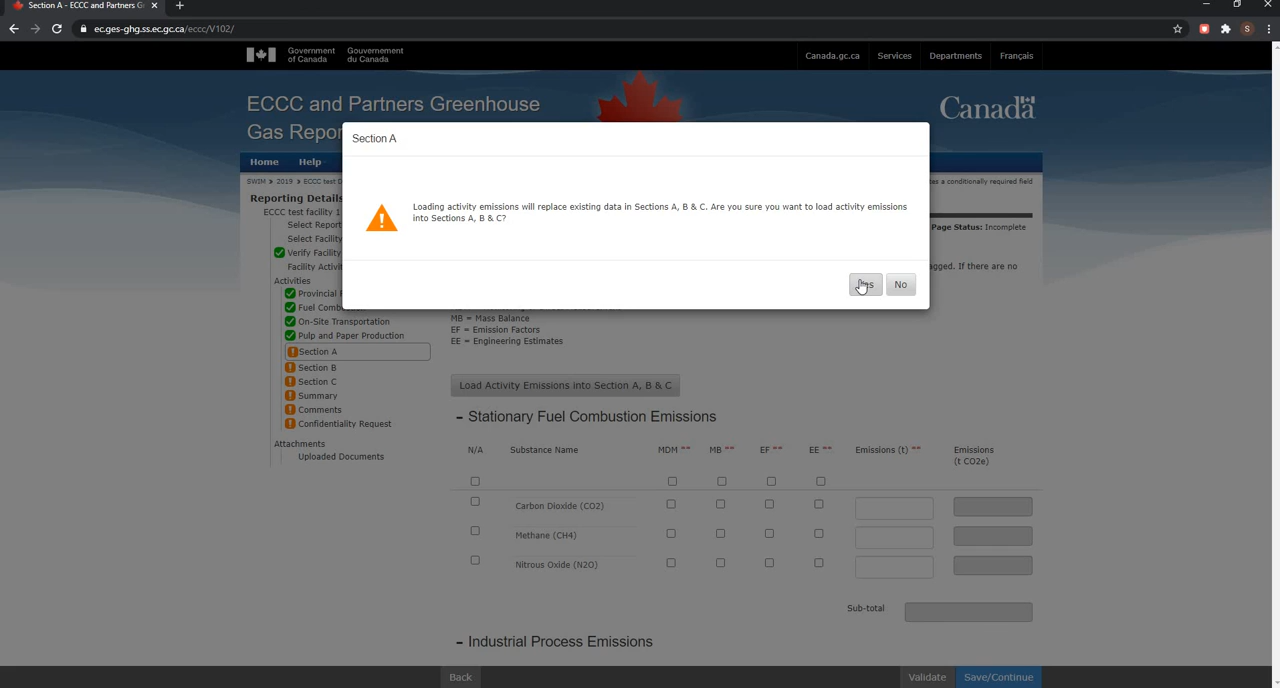 Section A - ECCC and Partners G
ec.ges-ghg.ss.ec.gc.ca/eccc/V102/
S
Government of Canada
Gouvernement du Canada
Canada.gc.ca
Services
Departments
Français
ECCC and Partners Greenhouse
Gas Repor
Canada
Home
Help
SWIM » 2019 » ECCC test
tes a conditionally required field
Section A
Loading activity emissions will replace existing data in Sections A, B & C. Are you sure you want to load activity emissions
into Sections A, B & C?
No
Page Status: Incomplete
agged. If there are no
Reporting Details
ECCC test facility 1
Select Report
Select Facility
Verify Facility
Facility Activi
Activities
Provincial
Fuel Comb
On-Site Transportation
Pulp and Paper Production
Section A
Section B
Section C
Summary
Comments
Confidentiality Request
Attachments
Uploaded Documents
MB = Mass Balance
EF = Emission Factors
EE = Engineering Estimates
Load Activity Emissions into Section A, B & C
– Stationary Fuel Combustion Emissions
N/A
Substance Name
MDM **
MB **
EF **
EE **
Emissions (t) **
Emissions
(t CO2e)
Carbon Dioxide (CO2)
Methane (CH4)
Nitrous Oxide (N2O)
Sub-total
– Industrial Process Emissions
Back
Validate
Save/Continue